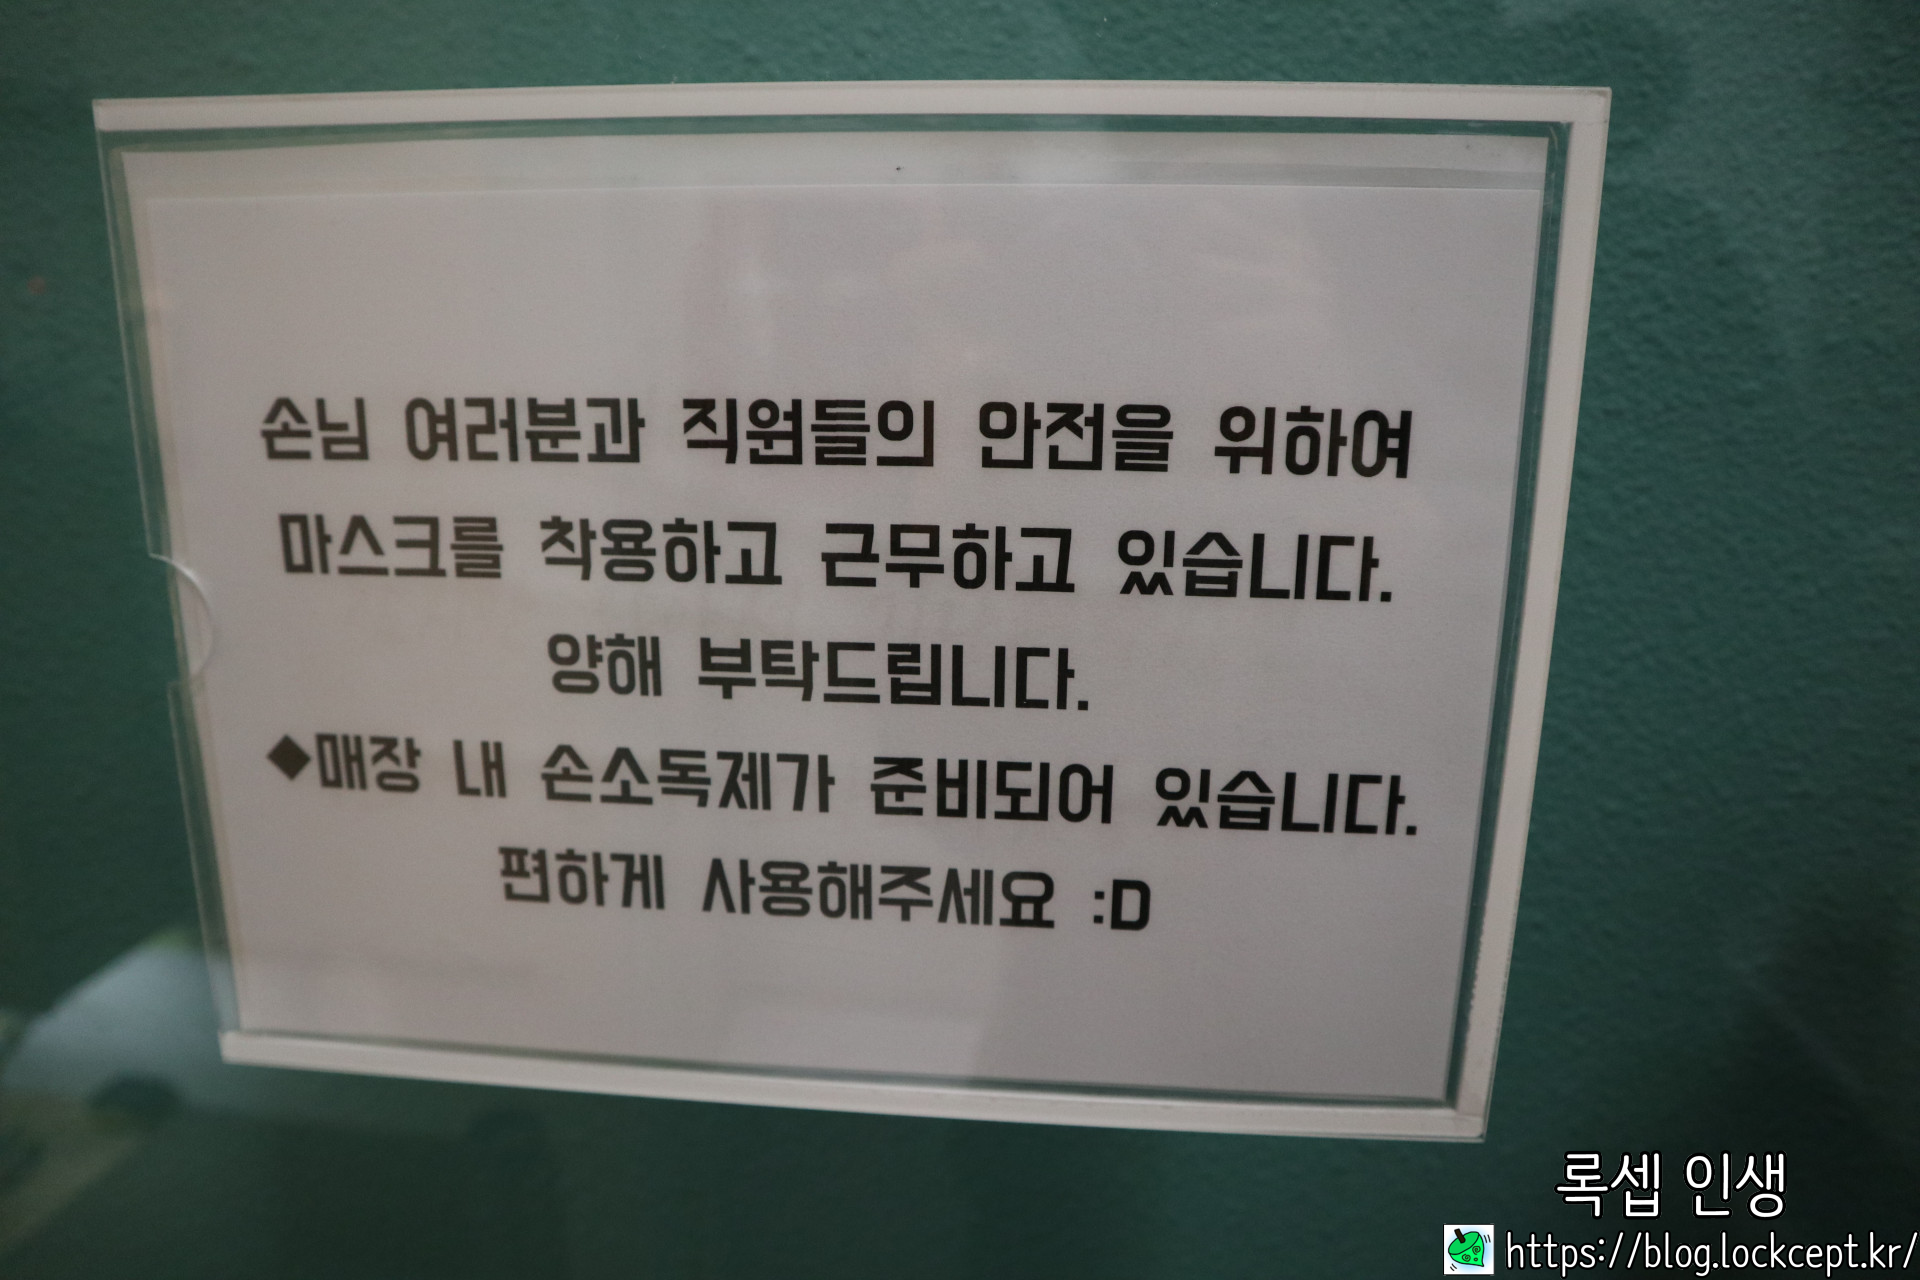 손님 여러분과 직원들의 안전을 위하여
마스크를 착용하고 근무하고 있습니다.
양해 부탁드립니다.
◆매장 내 손소독제가 준비되어 있습니다.
편하게 사용해주세요 :D
록셉 인생
https://blog.lockcept.kr/